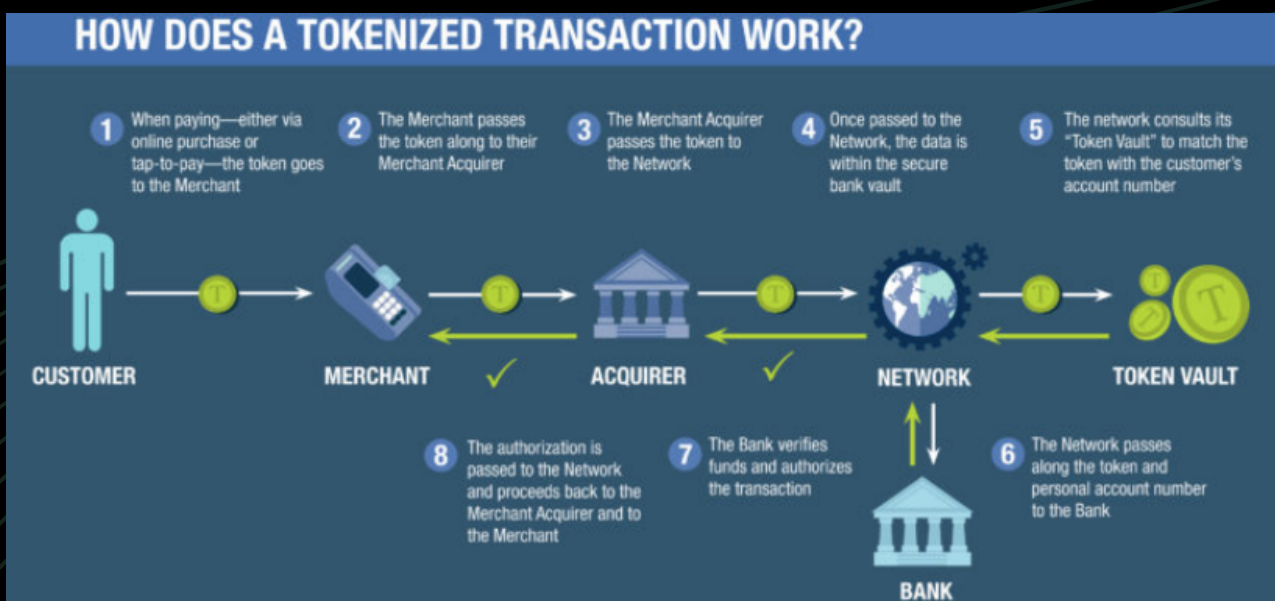 HOW DOES A TOKENIZED TRANSACTION WORK?
1
When paying—either via
online purchase or
tap-to-pay—the token goes
to the Merchant
2
The Merchant passes
the token along to their
Merchant Acquirer
3
The Merchant Acquirer
passes the token to
the Network
4
Once passed to the
Network, the data is
within the secure
bank vault
5
The network consults its
“Token Vault” to match the
token with the customer’s
account number
T
T
T
T
T
T
T
CUSTOMER
MERCHANT
ACQUIRER
NETWORK
TOKEN VAULT
8
The authorization is
passed to the Network
and proceeds back to the
Merchant Acquirer and to
the Merchant
7
The Bank verifies
funds and authorizes
the transaction
6
The Network passes
along the token and
personal account number
to the Bank
BANK